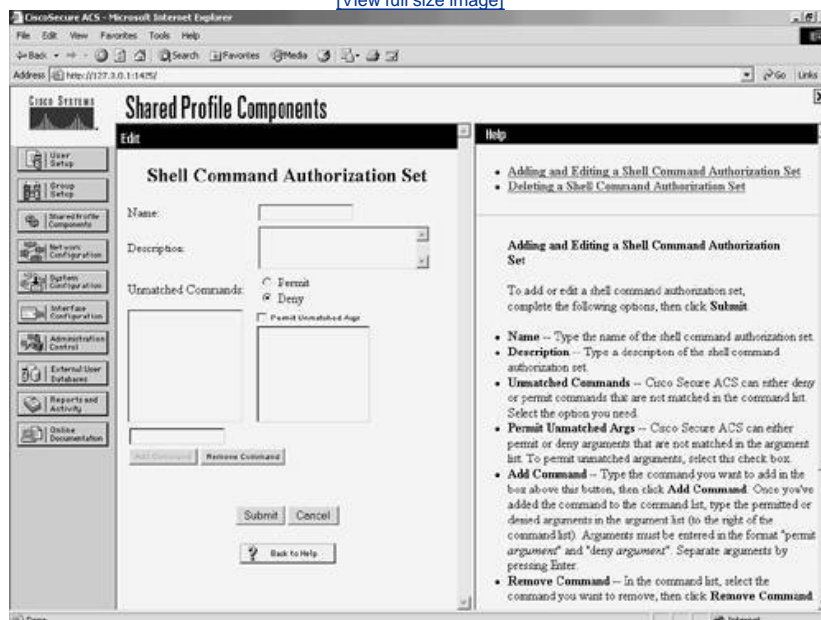 [View full size image]
CiscoSecure ACS - Microsoft Internet Explorer
File Edit View Favorites Tools Help
Back Search Favorites Media
Address http://127.0.0.1:1425/ Go Links
CISCO SYSTEMS
Shared Profile Components
User Setup
Group Setup
Shared Profile Components
Network Configuration
System Configuration
Interface Configuration
Administration Control
External User Databases
Reports and Activity
Online Documentation
Edit
Shell Command Authorization Set
Name:
Description:
Unmatched Commands:
Permit
Deny
Permit Unmatched Args
Add Command Remove Command
Submit Cancel
? Back to Help
Help
Adding and Editing a Shell Command Authorization Set
Deleting a Shell Command Authorization Set
Adding and Editing a Shell Command Authorization
Set
To add or edit a shell command authorization set,
complete the following options, then click Submit.
Name -- Type the name of the shell command authorization set.
Description -- Type a description of the shell command
authorization set.
Unmatched Commands -- Cisco Secure ACS can either deny
or permit commands that are not matched in the command list.
Select the option you need.
Permit Unmatched Args -- Cisco Secure ACS can either
permit or deny arguments that are not matched in the argument
list. To permit unmatched arguments, select this check box.
Add Command -- Type the command you want to add in the
box above this button, then click Add Command. Once you've
added the command to the command list, type the permitted or
denied arguments in the argument list (to the right of the
command list). Arguments must be entered in the format "permit
argument" and "deny argument". Separate arguments by
pressing Enter.
Remove Command -- In the command list, select the
command you want to remove, then click Remove Command.
Done
Internet